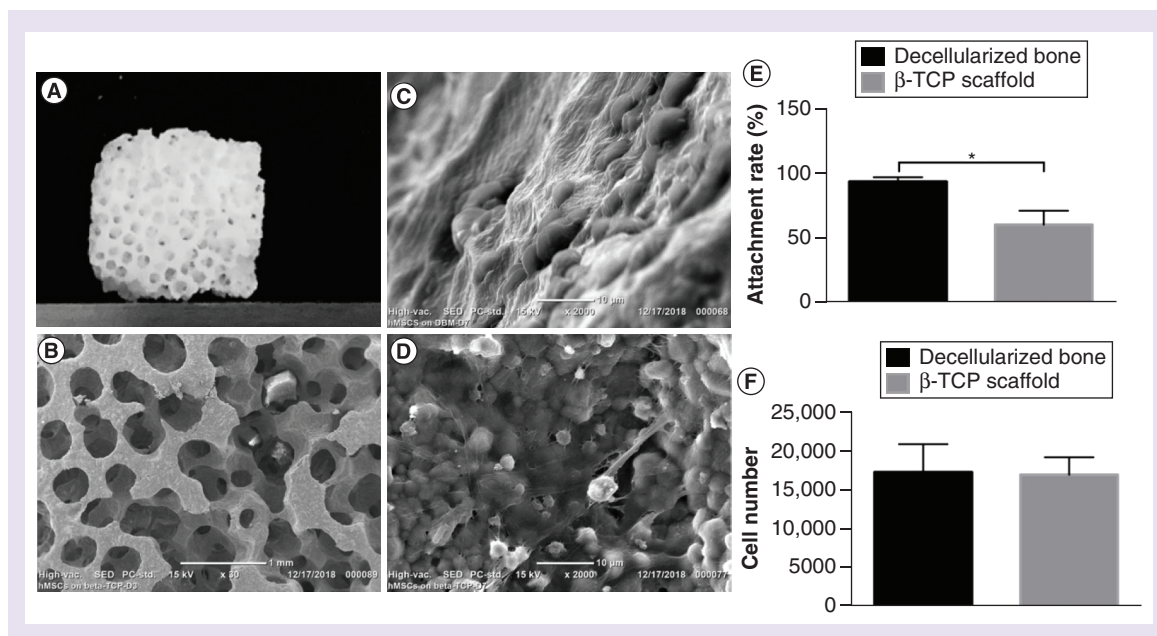 A
C
10 µm
High-vac. SED PC-std. 15 kV x 2000 12/17/2018 000068
hMSCS on DBM-D7
B
1 mm
High-vac. SED PC-std. 15 kV x 30 12/17/2018 000089
hMSCs on beta-TCP-D3
D
10 µm
High-vac. SED PC-std. 15 kV x 2000 12/17/2018 000077
hMSCs on beta-TCP-D7
E
Decellularized bone
β-TCP scaffold
Attachment rate (%)
150
100
50
0
*
F
Decellularized bone
β-TCP scaffold
Cell number
25,000
20,000
15,000
10,000
5000
0